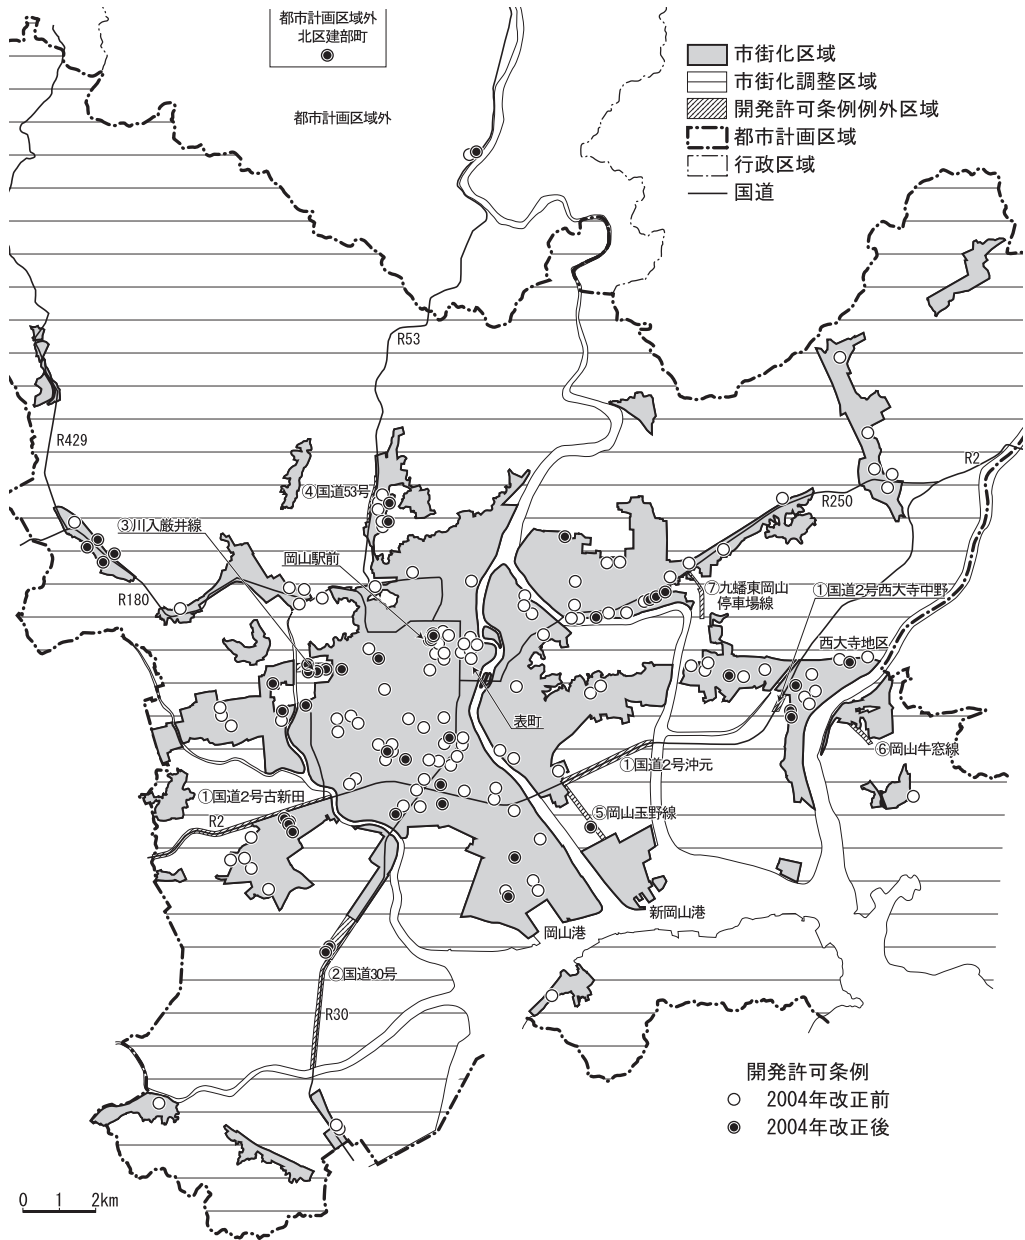 都市計画区域外
北区建部町
都市計画区域外
市街化区域
市街化調整区域
開発許可条例例外区域
都市計画区域
行政区域
国道
R53
R429
R2
R250
④国道53号
③川入厳井線
岡山駅前
R180
⑦九蟠東岡山
停車場線
①国道2号西大寺中野
西大寺地区
表町
⑥岡山牛窓線
①国道2号沖元
①国道2号古新田
R2
⑤岡山玉野線
新岡山港
岡山港
②国道30号
R30
開発許可条例
2004年改正前
2004年改正後
0 1 2km